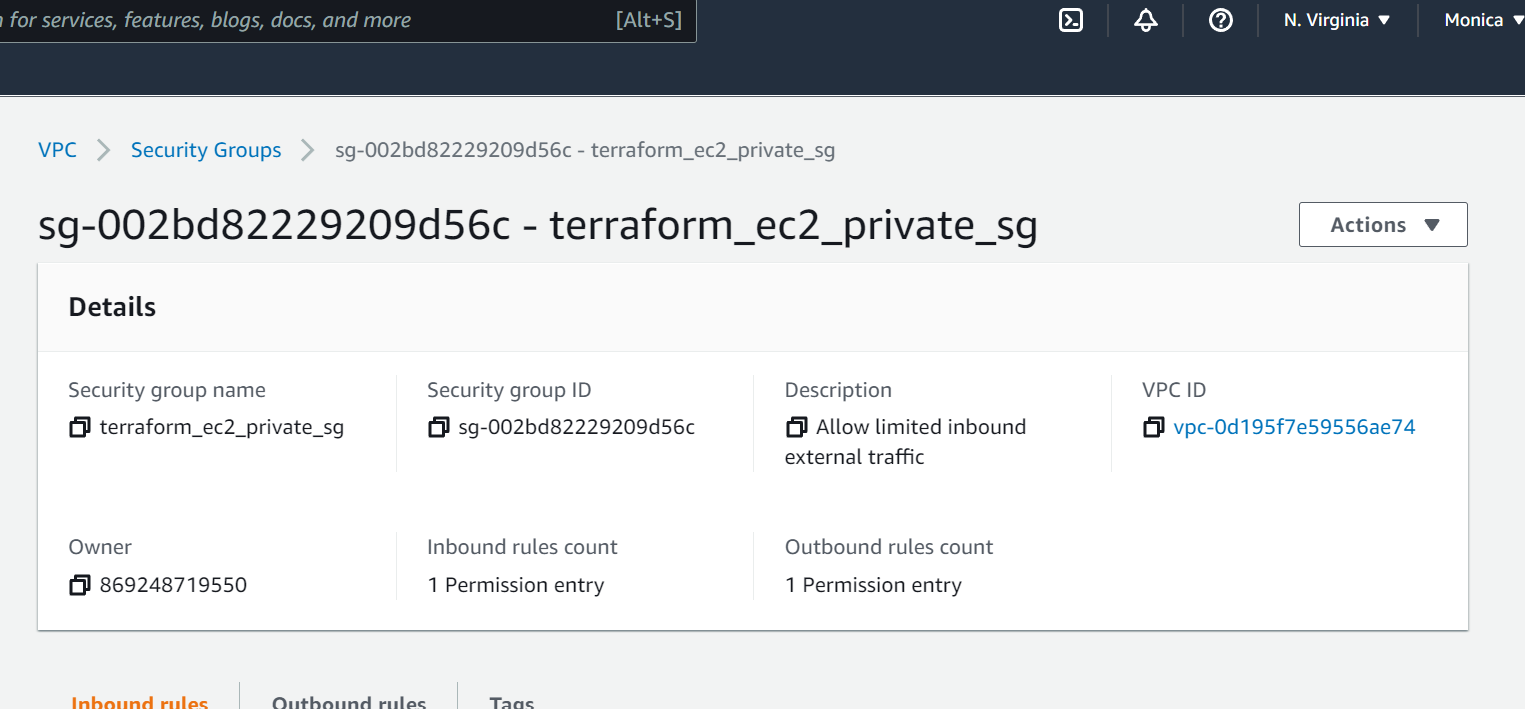 for services, features, blogs, docs, and more [Alt+S] N. Virginia Monica
VPC Security Groups sg-002bd82229209d56c - terraform_ec2_private_sg
sg-002bd82229209d56c - terraform_ec2_private_sg Actions
Details
Security group name Security group ID Description VPC ID
terraform_ec2_private_sg sg-002bd82229209d56c Allow limited inbound vpc-0d195f7e59556ae74
external traffic
Owner Inbound rules count Outbound rules count
869248719550 1 Permission entry 1 Permission entry
Inbound rules Outbound rules Tags